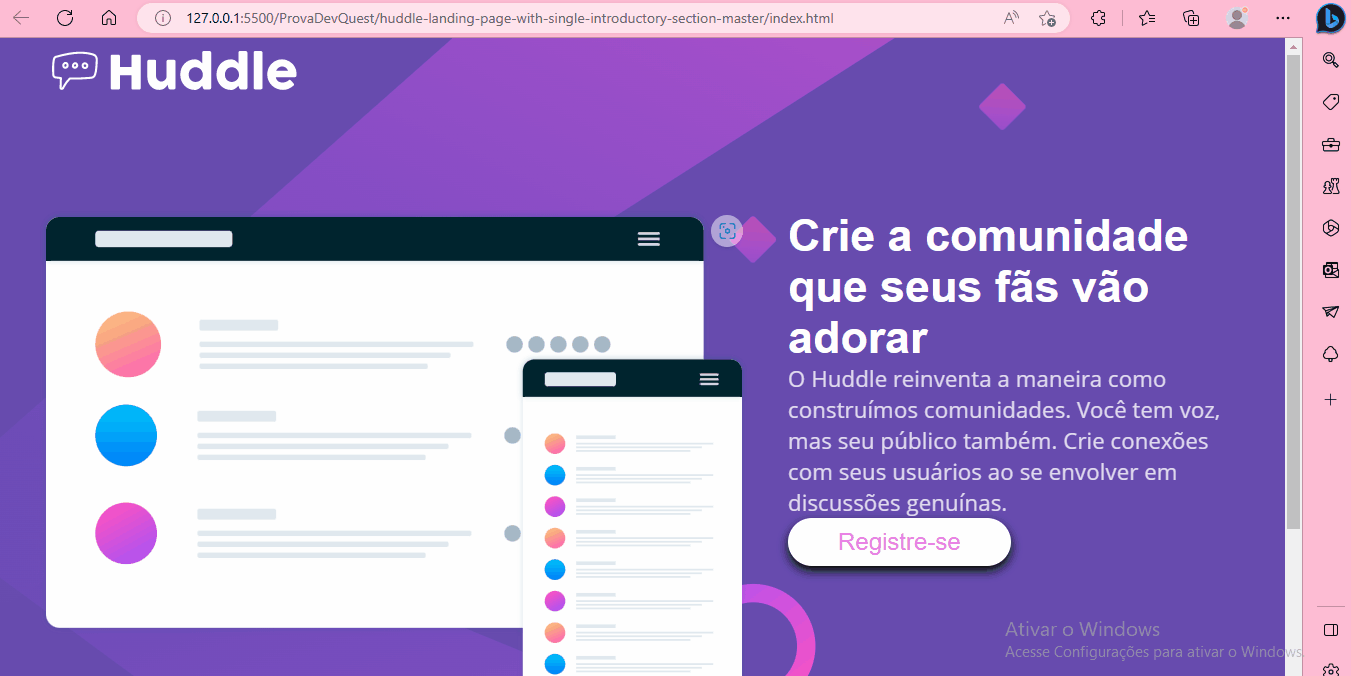 127.0.0.1:5500/ProvaDevQuest/huddle-landing-page-with-single-introductory-section-master/index.html
Huddle
Crie a comunidade
que seus fãs vão
adorar
O Huddle reinventa a maneira como
construímos comunidades. Você tem voz,
mas seu público também. Crie conexões
com seus usuários ao se envolver em
discussões genuínas.
Registre-se
Ativar o Windows
Acesse Configurações para ativar o Windows.